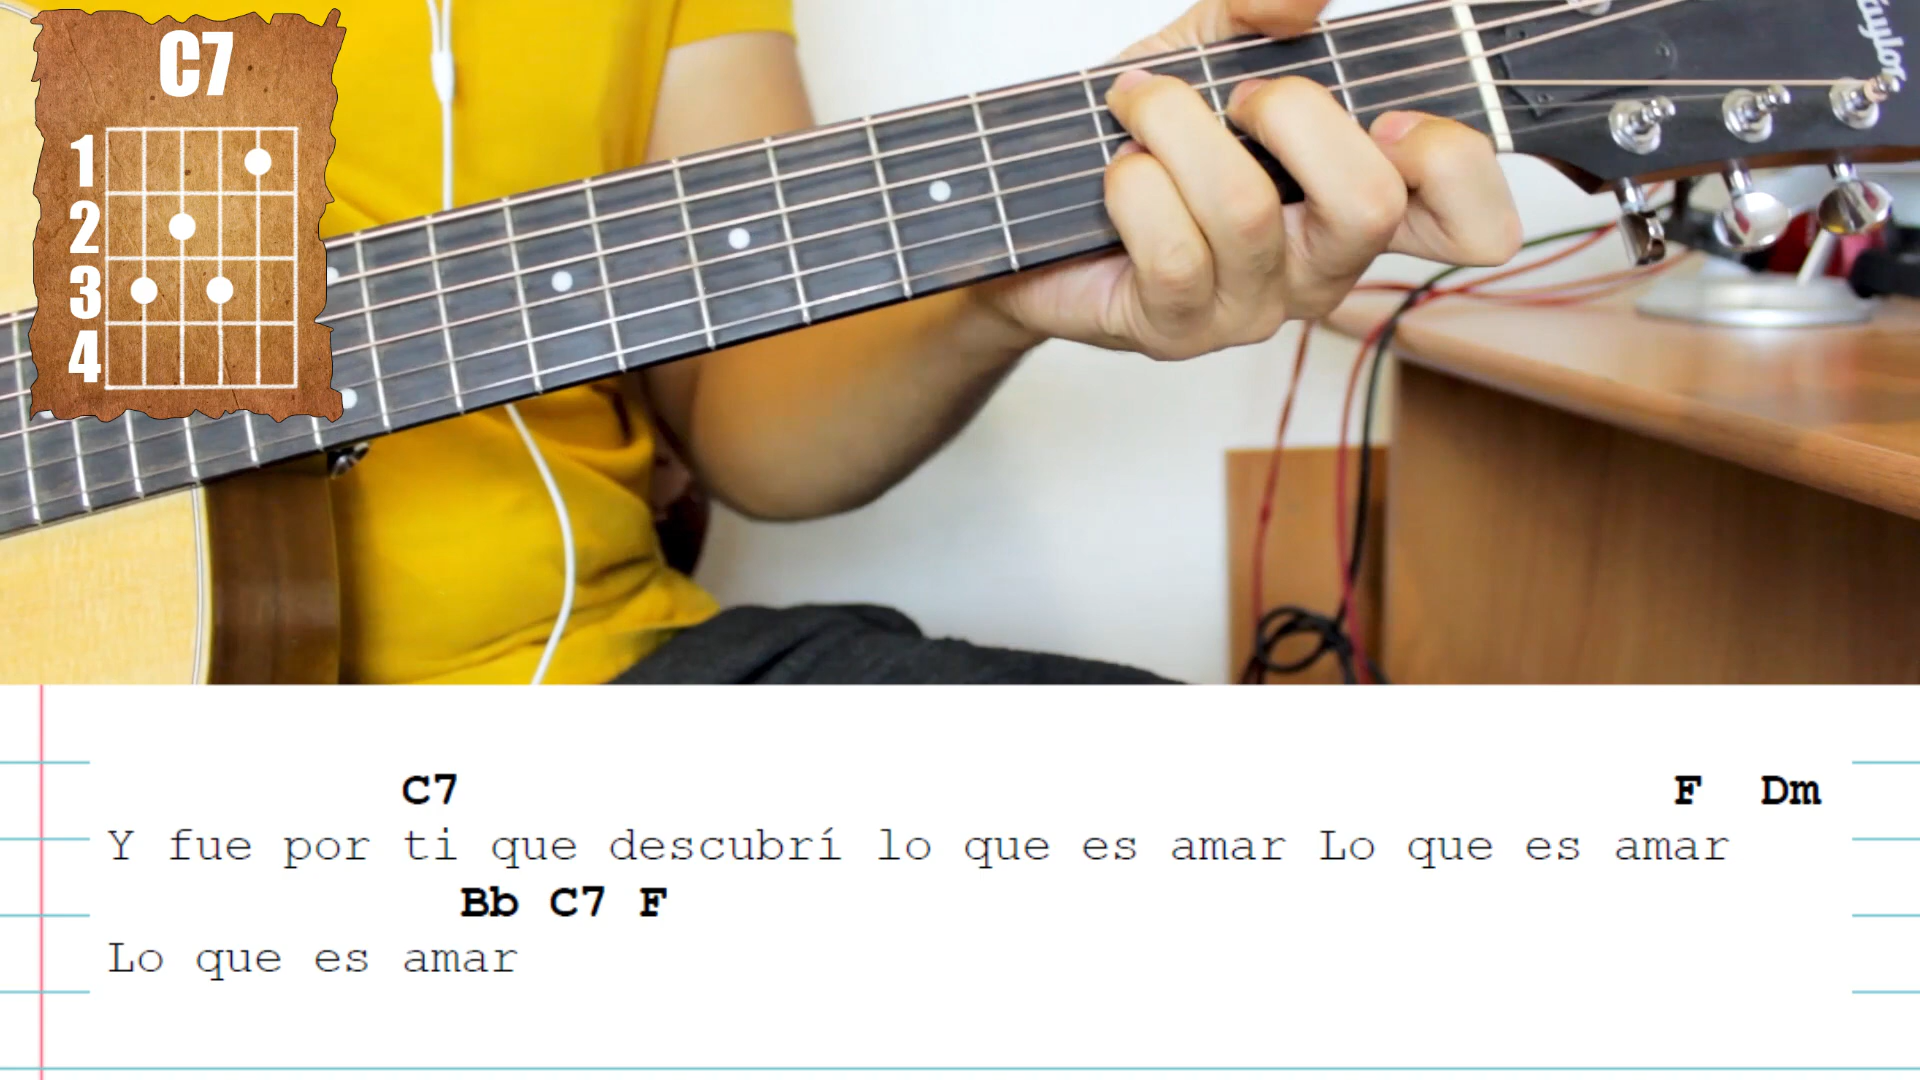 C7
1
2
3
4
Taylor
C7 F Dm
Y fue por ti que descubrí lo que es amar Lo que es amar
Bb C7 F
Lo que es amar